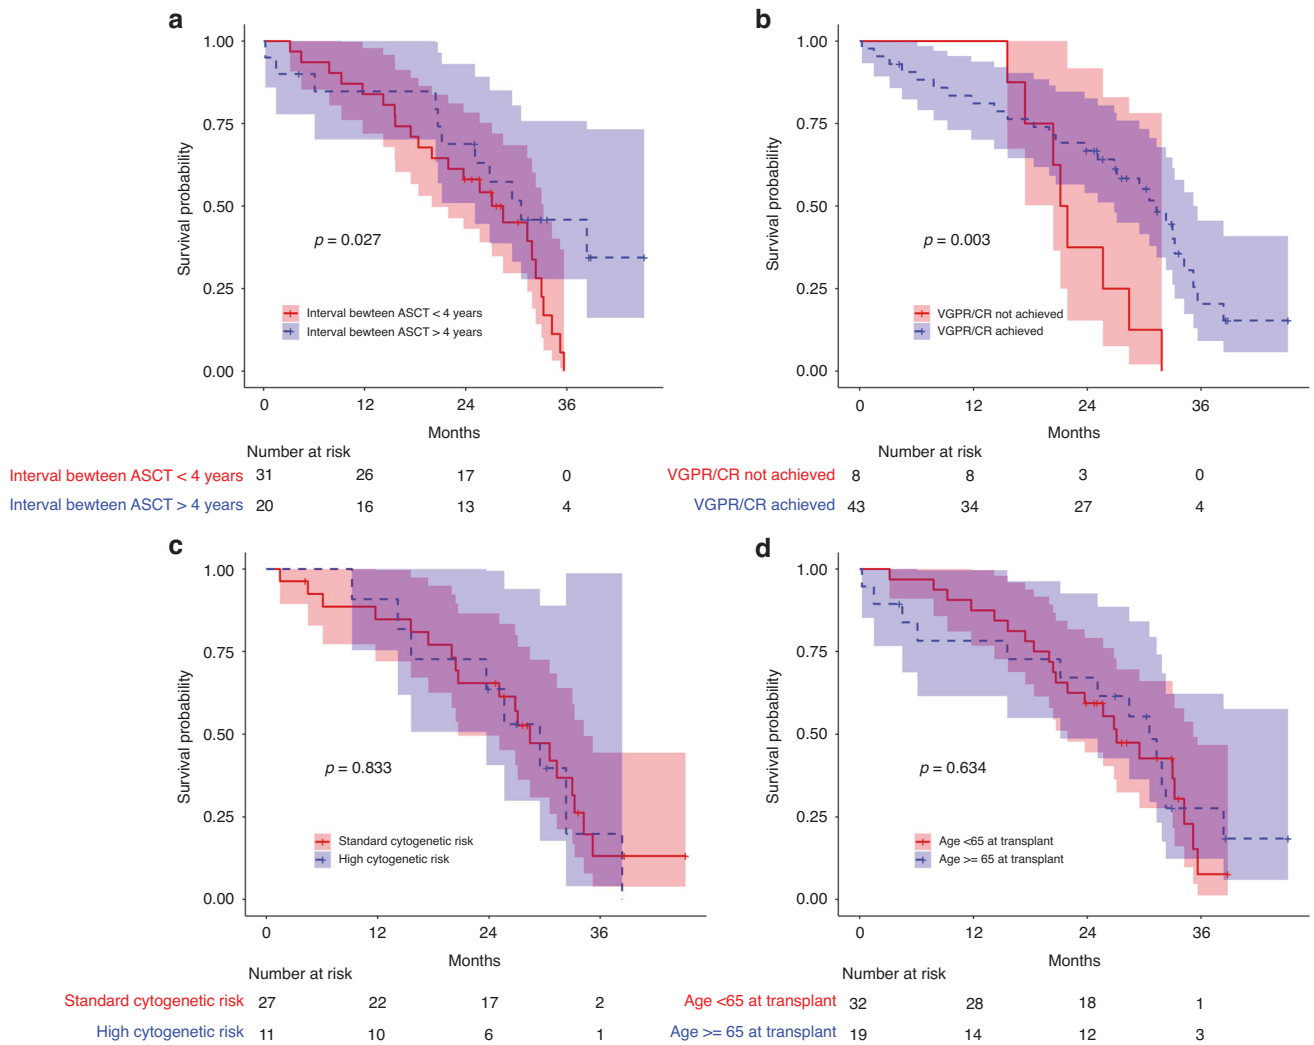 a
Survival probability
1.00
0.75
0.50
0.25
0.00
p = 0.027
Interval bewteen ASCT < 4 years
Interval bewteen ASCT > 4 years
0 12 24 36
Months
Number at risk
Interval bewteen ASCT < 4 years 31 26 17 0
Interval bewteen ASCT > 4 years 20 16 13 4
b
Survival probability
1.00
0.75
0.50
0.25
0.00
p = 0.003
VGPR/CR not achieved
VGPR/CR achieved
0 12 24 36
Months
Number at risk
VGPR/CR not achieved 8 8 3 0
VGPR/CR achieved 43 34 27 4
c
Survival probability
1.00
0.75
0.50
0.25
0.00
p = 0.833
Standard cytogenetic risk
High cytogenetic risk
0 12 24 36
Months
Number at risk
Standard cytogenetic risk 27 22 17 2
High cytogenetic risk 11 10 6 1
d
Survival probability
1.00
0.75
0.50
0.25
0.00
p = 0.634
Age <65 at transplant
Age >= 65 at transplant
0 12 24 36
Months
Number at risk
Age <65 at transplant 32 28 18 1
Age >= 65 at transplant 19 14 12 3